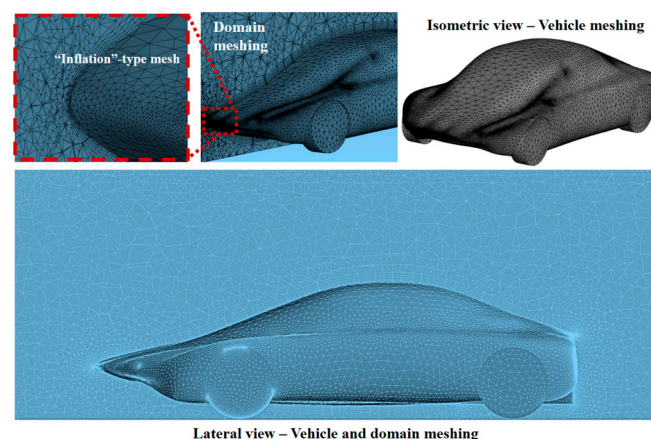 “Inflation”-type mesh
Domain
meshing
Isometric view – Vehicle meshing
Lateral view – Vehicle and domain meshing